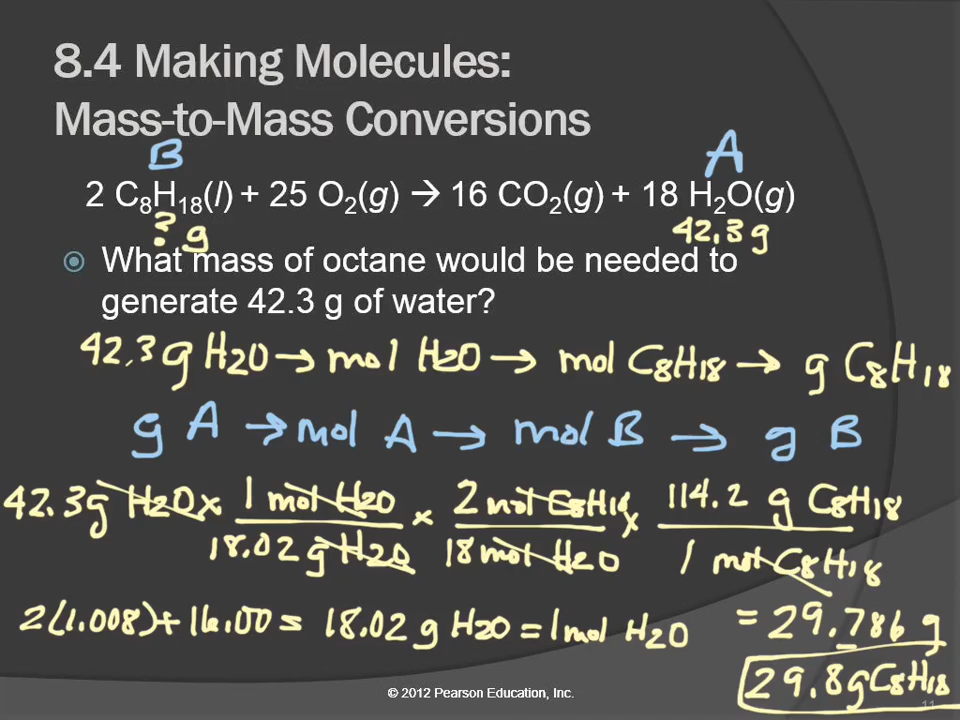 8.4 Making Molecules:
Mass-to-Mass Conversions
B A
2 C₈H₁₈(l) + 25 O₂(g) → 16 CO₂(g) + 18 H₂O(g)
? g 42.3 g
What mass of octane would be needed to
generate 42.3 g of water?
42.3 g H2O → mol H2O → mol C8H18 → g C8H18
g A → mol A → mol B → g B
42.3g H2O x 1 mol H2O x 2 mol C8H18 x 114.2 g C8H18
18.02 g H2O 18 mol H2O 1 mol C8H18
2(1.008) + 16.00 = 18.02 g H2O = 1 mol H2O = 29.786 g
29.8g C8H18
© 2012 Pearson Education, Inc.
11